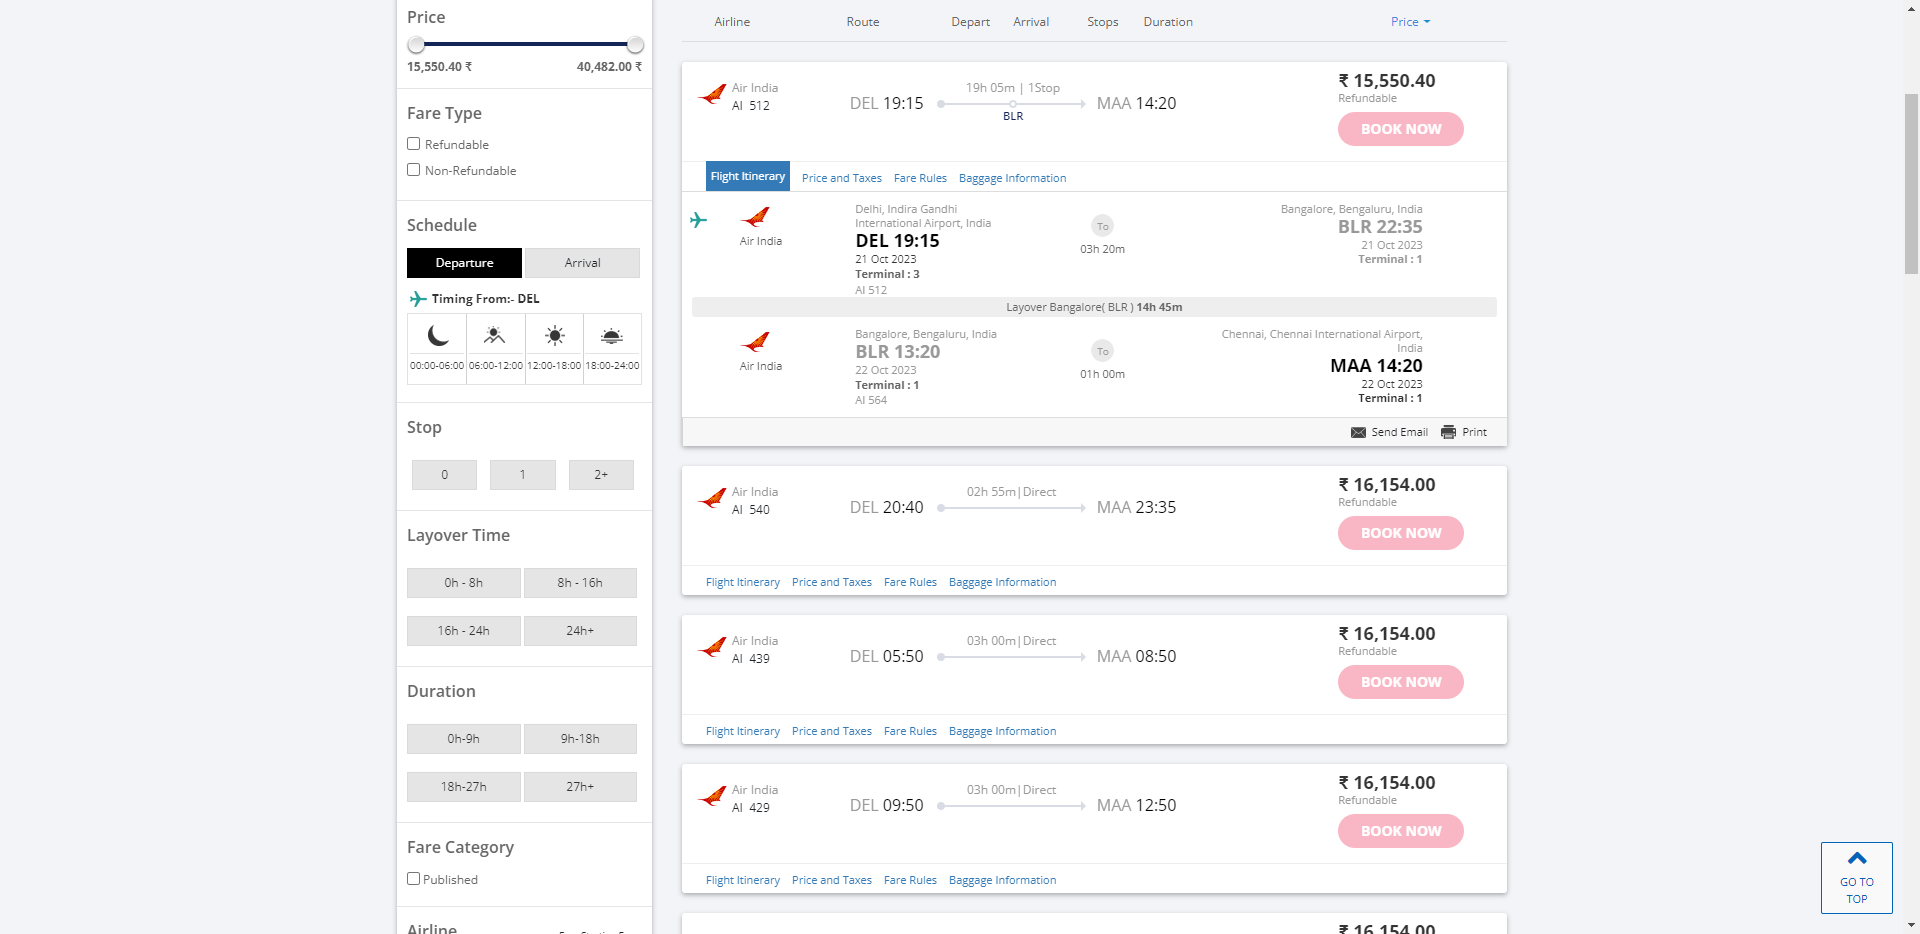 Price
15,550.40 ₹ 40,482.00 ₹
Fare Type
Refundable
Non-Refundable
Schedule
Departure Arrival
Timing From:- DEL
00:00-06:00 06:00-12:00 12:00-18:00 18:00-24:00
Stop
0 1 2+
Layover Time
0h - 8h 8h - 16h
16h - 24h 24h+
Duration
0h-9h 9h-18h
18h-27h 27h+
Fare Category
Published
Airline
Airline Route Depart Arrival Stops Duration Price
Air India
AI 512
DEL 19:15
19h 05m | 1Stop
BLR
MAA 14:20
₹ 15,550.40
Refundable
BOOK NOW
Flight Itinerary Price and Taxes Fare Rules Baggage Information
Air India
Delhi, Indira Gandhi
International Airport, India
DEL 19:15
21 Oct 2023
Terminal : 3
AI 512
To
03h 20m
Bangalore, Bengaluru, India
BLR 22:35
21 Oct 2023
Terminal : 1
Layover Bangalore( BLR ) 14h 45m
Air India
Bangalore, Bengaluru, India
BLR 13:20
22 Oct 2023
Terminal : 1
AI 564
To
01h 00m
Chennai, Chennai International Airport,
India
MAA 14:20
22 Oct 2023
Terminal : 1
Send Email Print
Air India
AI 540
DEL 20:40
02h 55m|Direct
MAA 23:35
₹ 16,154.00
Refundable
BOOK NOW
Flight Itinerary Price and Taxes Fare Rules Baggage Information
Air India
AI 439
DEL 05:50
03h 00m|Direct
MAA 08:50
₹ 16,154.00
Refundable
BOOK NOW
Flight Itinerary Price and Taxes Fare Rules Baggage Information
Air India
AI 429
DEL 09:50
03h 00m|Direct
MAA 12:50
₹ 16,154.00
Refundable
BOOK NOW
Flight Itinerary Price and Taxes Fare Rules Baggage Information
₹ 16,154.00
GO TO
TOP